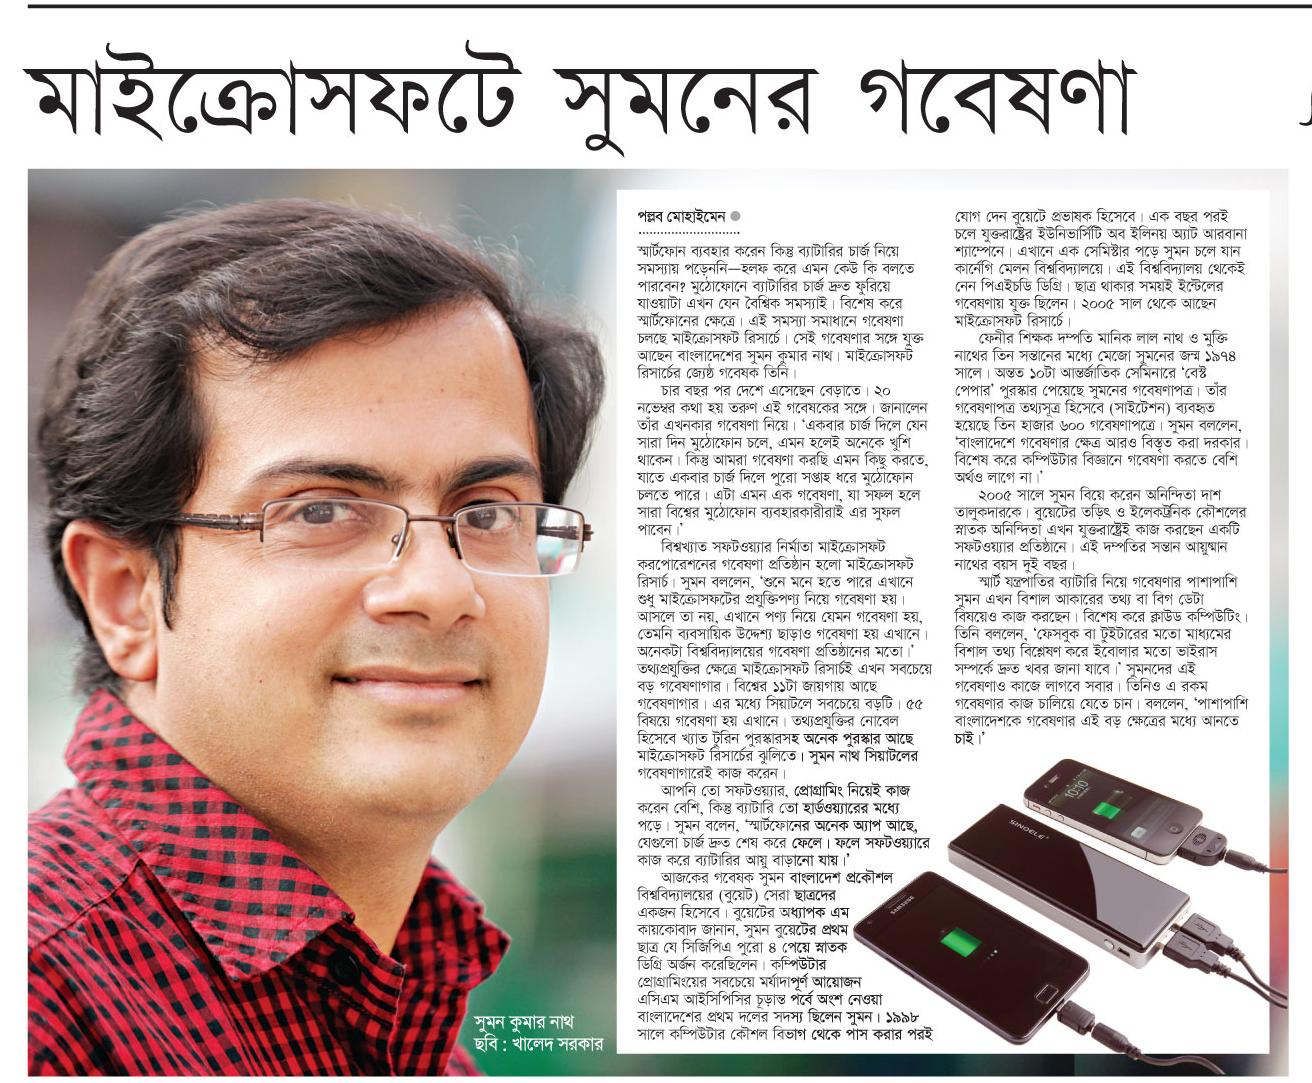 মাইক্রোসফটে সুমনের গবেষণা
পল্লব মোহাইমেন
স্মার্টফোন ব্যবহার করেন কিন্তু ব্যাটারির চার্জ নিয়ে
সমস্যায় পড়েননি—হলফ করে এমন কেউ কি বলতে
পারবেন? মুঠোফোনে ব্যাটারির চার্জ দ্রুত ফুরিয়ে
যাওয়াটা এখন যেন বৈশ্বিক সমস্যাই। বিশেষ করে
স্মার্টফোনের ক্ষেত্রে। এই সমস্যা সমাধানে গবেষণা
চলছে মাইক্রোসফট রিসার্চে। সেই গবেষণার সঙ্গে যুক্ত
আছেন বাংলাদেশের সুমন কুমার নাথ। মাইক্রোসফট
রিসার্চের জ্যেষ্ঠ গবেষক তিনি।
চার বছর পর দেশে এসেছেন বেড়াতে। ২০
নভেম্বর কথা হয় তরুণ এই গবেষকের সঙ্গে। জানালেন
তাঁর এখনকার গবেষণা নিয়ে। ‘একবার চার্জ দিলে যেন
সারা দিন মুঠোফোন চলে, এমন হলেই অনেকে খুশি
থাকেন। কিন্তু আমরা গবেষণা করছি এমন কিছু করতে,
যাতে একবার চার্জ দিলে পুরো সপ্তাহ ধরে মুঠোফোন
চলতে পারে। এটা এমন এক গবেষণা, যা সফল হলে
সারা বিশ্বের মুঠোফোন ব্যবহারকারীরাই এর সুফল
পাবেন।’
বিশ্বখ্যাত সফটওয়্যার নির্মাতা মাইক্রোসফট
করপোরেশনের গবেষণা প্রতিষ্ঠান হলো মাইক্রোসফট
রিসার্চ। সুমন বললেন, ‘শুনে মনে হতে পারে এখানে
শুধু মাইক্রোসফটের প্রযুক্তিপণ্য নিয়ে গবেষণা হয়।
আসলে তা নয়, এখানে পণ্য নিয়ে যেমন গবেষণা হয়,
তেমনি ব্যবসায়িক উদ্দেশ্য ছাড়াও গবেষণা হয় এখানে।
অনেকটা বিশ্ববিদ্যালয়ের গবেষণা প্রতিষ্ঠানের মতো।’
তথ্যপ্রযুক্তির ক্ষেত্রে মাইক্রোসফট রিসার্চই এখন সবচেয়ে
বড় গবেষণাগার। বিশ্বের ১১টা জায়গায় আছে
গবেষণাগার। এর মধ্যে সিয়াটলে সবচেয়ে বড়টি। ৫৫
বিষয়ে গবেষণা হয় এখানে। তথ্যপ্রযুক্তির নোবেল
হিসেবে খ্যাত টুরিন পুরস্কারসহ অনেক পুরস্কার আছে
মাইক্রোসফট রিসার্চের ঝুলিতে। সুমন নাথ সিয়াটলের
গবেষণাগারেই কাজ করেন।
আপনি তো সফটওয়্যার, প্রোগ্রামিং নিয়েই কাজ
করেন বেশি, কিন্তু ব্যাটারি তো হার্ডওয়্যারের মধ্যে
পড়ে। সুমন বলেন, ‘স্মার্টফোনের অনেক অ্যাপ আছে,
যেগুলো চার্জ দ্রুত শেষ করে ফেলে। ফলে সফটওয়্যারে
কাজ করে ব্যাটারির আয়ু বাড়ানো যায়।’
আজকের গবেষক সুমন বাংলাদেশ প্রকৌশল
বিশ্ববিদ্যালয়ের (বুয়েট) সেরা ছাত্রদের
একজন হিসেবে। বুয়েটের অধ্যাপক এম
কায়কোবাদ জানান, সুমন বুয়েটের প্রথম
ছাত্র যে সিজিপিএ পুরো ৪ পেয়ে স্নাতক
ডিগ্রি অর্জন করেছিলেন। কম্পিউটার
প্রোগ্রামিংয়ের সবচেয়ে মর্যাদাপূর্ণ আয়োজন
এসিএম আইসিপিসির চূড়ান্ত পর্বে অংশ নেওয়া
বাংলাদেশের প্রথম দলের সদস্য ছিলেন সুমন। ১৯৯৮
সালে কম্পিউটার কৌশল বিভাগ থেকে পাস করার পরই
যোগ দেন বুয়েটে প্রভাষক হিসেবে। এক বছর পরই
চলে যুক্তরাষ্ট্রের ইউনিভার্সিটি অব ইলিনয় অ্যাট আরবানা
শ্যাম্পেনে। এখানে এক সেমিস্টার পড়ে সুমন চলে যান
কার্নেগি মেলন বিশ্ববিদ্যালয়ে। এই বিশ্ববিদ্যালয় থেকেই
নেন পিএইচডি ডিগ্রি। ছাত্র থাকার সময়ই ইন্টেলের
গবেষণায় যুক্ত ছিলেন। ২০০৫ সাল থেকে আছেন
মাইক্রোসফট রিসার্চে।
ফেনীর শিক্ষক দম্পতি মানিক লাল নাথ ও মুক্তি
নাথের তিন সন্তানের মধ্যে মেজো সুমনের জন্ম ১৯৭৪
সালে। অন্তত ১০টা আন্তর্জাতিক সেমিনারে ‘বেস্ট
পেপার’ পুরস্কার পেয়েছে সুমনের গবেষণাপত্র। তাঁর
গবেষণাপত্র তথ্যসূত্র হিসেবে (সাইটেশন) ব্যবহৃত
হয়েছে তিন হাজার ৬০০ গবেষণাপত্রে। সুমন বললেন,
‘বাংলাদেশে গবেষণার ক্ষেত্র আরও বিস্তৃত করা দরকার।
বিশেষ করে কম্পিউটার বিজ্ঞানে গবেষণা করতে বেশি
অর্থও লাগে না।’
২০০৫ সালে সুমন বিয়ে করেন অনিন্দিতা দাশ
তালুকদারকে। বুয়েটের তড়িৎ ও ইলেকট্রনিক কৌশলের
স্নাতক অনিন্দিতা এখন যুক্তরাষ্ট্রেই কাজ করছেন একটি
সফটওয়্যার প্রতিষ্ঠানে। এই দম্পতির সন্তান আয়ুষ্মান
নাথের বয়স দুই বছর।
স্মার্ট যন্ত্রপাতির ব্যাটারি নিয়ে গবেষণার পাশাপাশি
সুমন এখন বিশাল আকারের তথ্য বা বিগ ডেটা
বিষয়েও কাজ করছেন। বিশেষ করে ক্লাউড কম্পিউটিং।
তিনি বললেন, ‘ফেসবুক বা টুইটারের মতো মাধ্যমের
বিশাল তথ্য বিশ্লেষণ করে ইবোলার মতো ভাইরাস
সম্পর্কে দ্রুত খবর জানা যাবে।’ সুমনদের এই
গবেষণাও কাজে লাগবে সবার। তিনিও এ রকম
গবেষণার কাজ চালিয়ে যেতে চান। বললেন, ‘পাশাপাশি
বাংলাদেশকে গবেষণার এই বড় ক্ষেত্রের মধ্যে আনতে
চাই।’
10:10
SINOELE
SAMSUNG
সুমন কুমার নাথ
ছবি : খালেদ সরকার